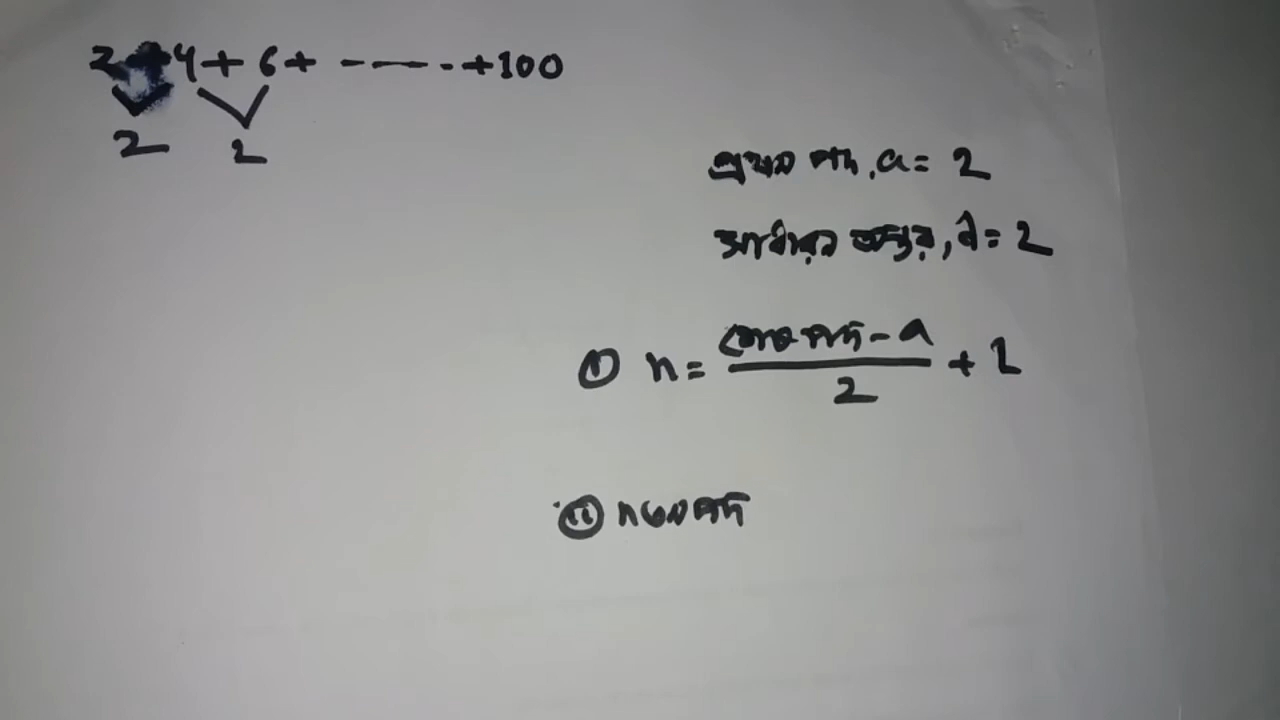 2+4+6+ - — - . +100
2 2
প্রথম পদ, a= 2
সাধারন অন্তর, d= 2
① n= শেষ পদ - a / 2 + 1
② n তম পদ